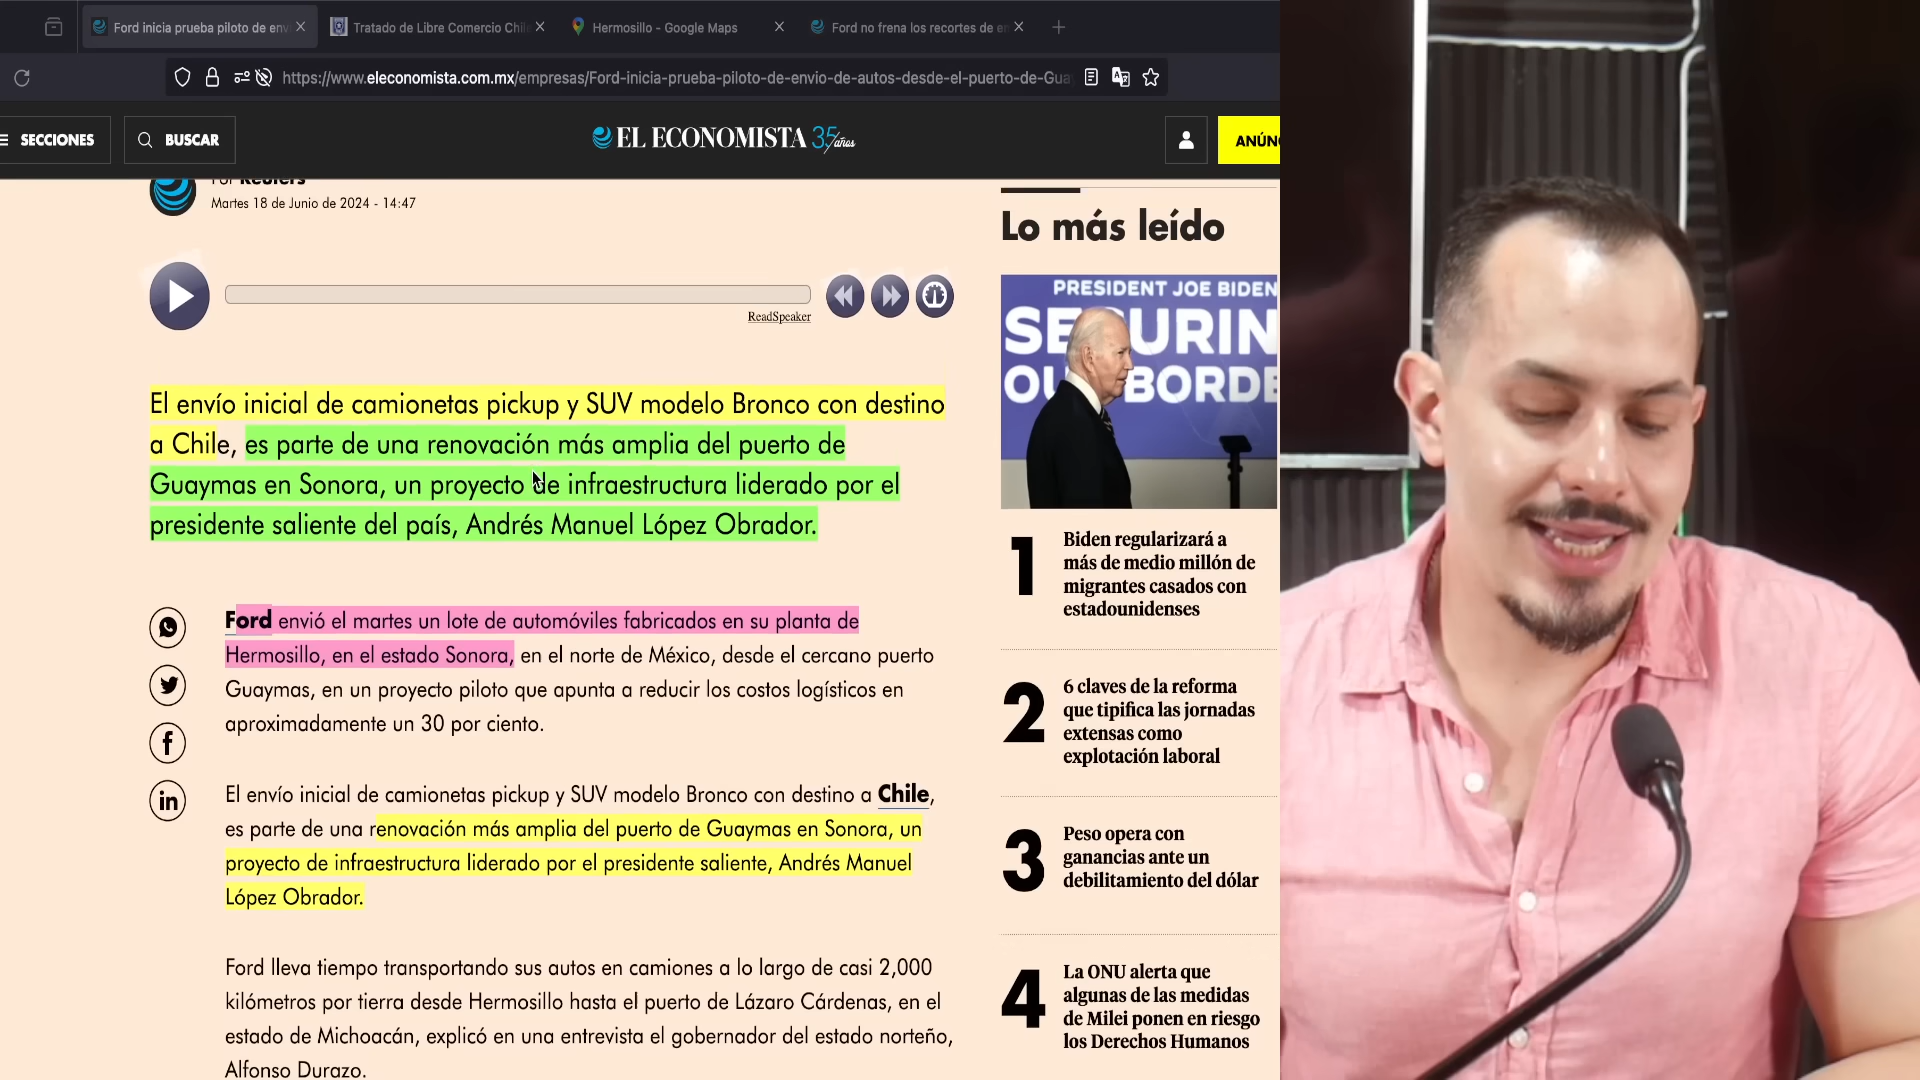 Ford inicia prueba piloto de envi
Tratado de Libre Comercio Chil
Hermosillo - Google Maps
Ford no frena los recortes de e
https://www.eleconomista.com.mx/empresas/Ford-inicia-prueba-piloto-de-envio-de-autos-desde-el-puerto-de-Gua
SECCIONES
BUSCAR
EL ECONOMISTA 35 años
ANÚN
Por Reuters
Martes 18 de Junio de 2024 - 14:47
ReadSpeaker
El envío inicial de camionetas pickup y SUV modelo Bronco con destino
a Chile, es parte de una renovación más amplia del puerto de
Guaymas en Sonora, un proyecto de infraestructura liderado por el
presidente saliente del país, Andrés Manuel López Obrador.
Ford envió el martes un lote de automóviles fabricados en su planta de
Hermosillo, en el estado Sonora, en el norte de México, desde el cercano puerto
Guaymas, en un proyecto piloto que apunta a reducir los costos logísticos en
aproximadamente un 30 por ciento.
El envío inicial de camionetas pickup y SUV modelo Bronco con destino a Chile,
es parte de una renovación más amplia del puerto de Guaymas en Sonora, un
proyecto de infraestructura liderado por el presidente saliente, Andrés Manuel
López Obrador.
Ford lleva tiempo transportando sus autos en camiones a lo largo de casi 2,000
kilómetros por tierra desde Hermosillo hasta el puerto de Lázaro Cárdenas, en el
estado de Michoacán, explicó en una entrevista el gobernador del estado norteño,
Alfonso Durazo.
Lo más leído
PRESIDENT JOE BIDEN
SECURIN
OUR BORDE
1
Biden regularizará a
más de medio millón de
migrantes casados con
estadounidenses
2
6 claves de la reforma
que tipifica las jornadas
extensas como
explotación laboral
3
Peso opera con
ganancias ante un
debilitamiento del dólar
4
La ONU alerta que
algunas de las medidas
de Milei ponen en riesgo
los Derechos Humanos